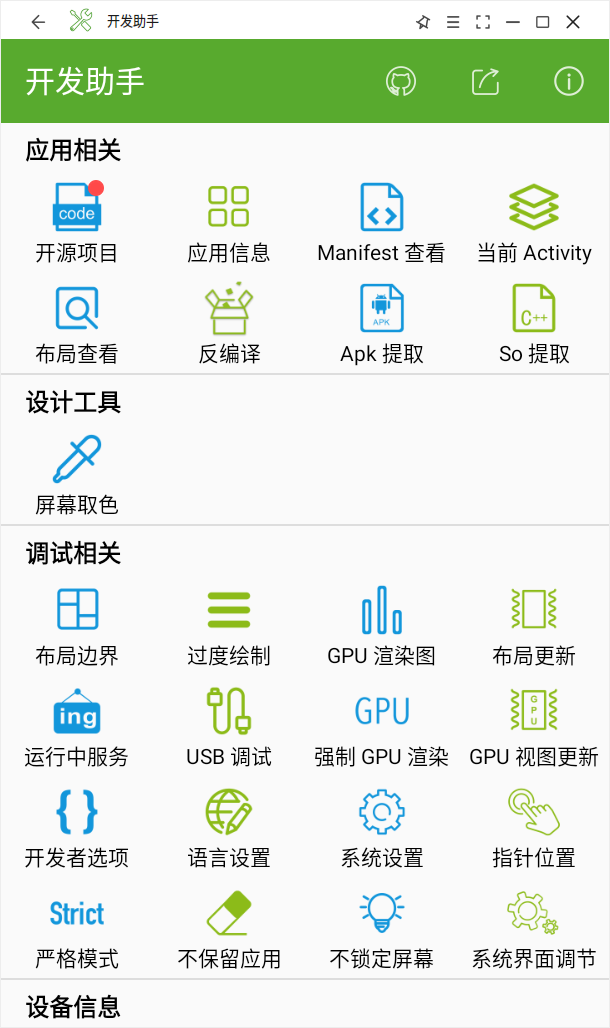 开发助手
开发助手
应用相关
code
开源项目 应用信息 Manifest 查看 当前 Activity
APK C++
布局查看 反编译 Apk 提取 So 提取
设计工具
屏幕取色
调试相关
布局边界 过度绘制 GPU 渲染图 布局更新
ing GPU GPU
运行中服务 USB 调试 强制 GPU 渲染 GPU 视图更新
{ }
开发者选项 语言设置 系统设置 指针位置
Strict
严格模式 不保留应用 不锁定屏幕 系统界面调节
设备信息